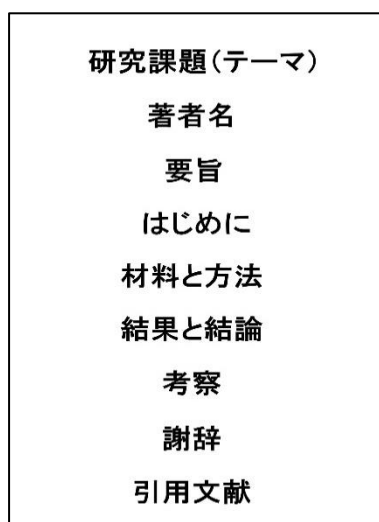 研究課題(テーマ)
著者名
要旨
はじめに
材料と方法
結果と結論
考察
謝辞
引用文献